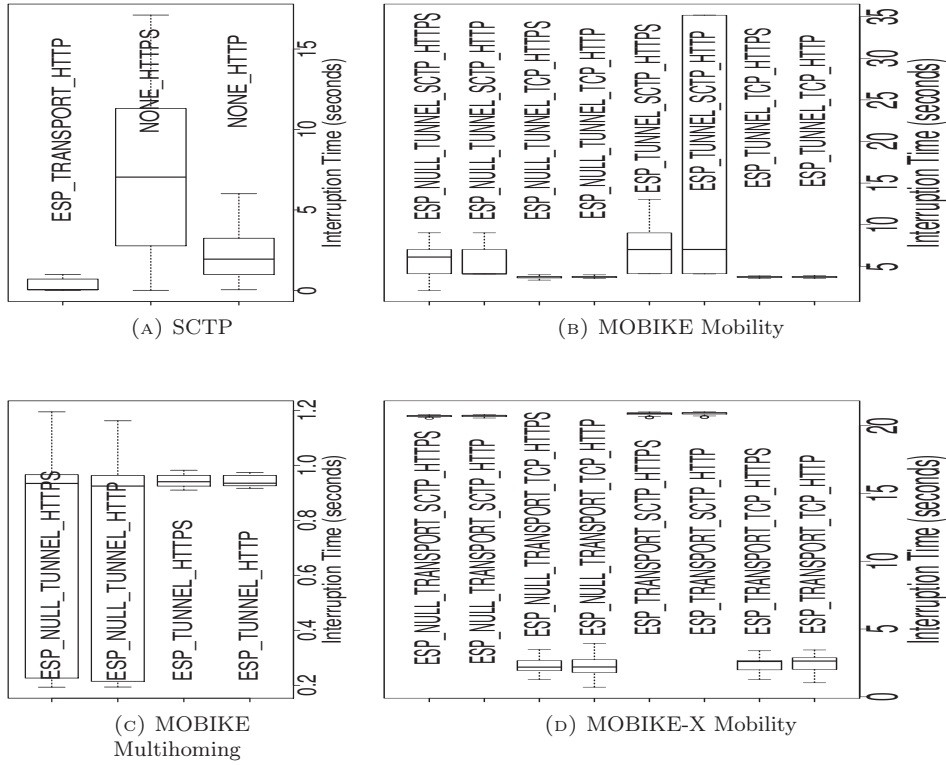 ESP_TRANSPORT_HTTP
NONE_HTTPS
NONE_HTTP
0 5 10 15
Interruption Time (seconds)
(A) SCTP
ESP_NULL_TUNNEL_SCTP_HTTPS
ESP_NULL_TUNNEL_SCTP_HTTP
ESP_NULL_TUNNEL_TCP_HTTPS
ESP_NULL_TUNNEL_TCP_HTTP
ESP_TUNNEL_SCTP_HTTPS
ESP_TUNNEL_SCTP_HTTP
ESP_TUNNEL_TCP_HTTPS
ESP_TUNNEL_TCP_HTTP
5 10 15 20 25 30 35
Interruption Time (seconds)
(B) MOBIKE Mobility
ESP_NULL_TUNNEL_HTTPS
ESP_NULL_TUNNEL_HTTP
ESP_TUNNEL_HTTPS
ESP_TUNNEL_HTTP
0.2 0.4 0.6 0.8 1.0 1.2
Interruption Time (seconds)
(C) MOBIKE
Multihoming
ESP_NULL_TRANSPORT_SCTP_HTTPS
ESP_NULL_TRANSPORT_SCTP_HTTP
ESP_NULL_TRANSPORT_TCP_HTTPS
ESP_NULL_TRANSPORT_TCP_HTTP
ESP_TRANSPORT_SCTP_HTTPS
ESP_TRANSPORT_SCTP_HTTP
ESP_TRANSPORT_TCP_HTTPS
ESP_TRANSPORT_TCP_HTTP
0 5 10 15 20
Interruption Time (seconds)
(D) MOBIKE-X Mobility